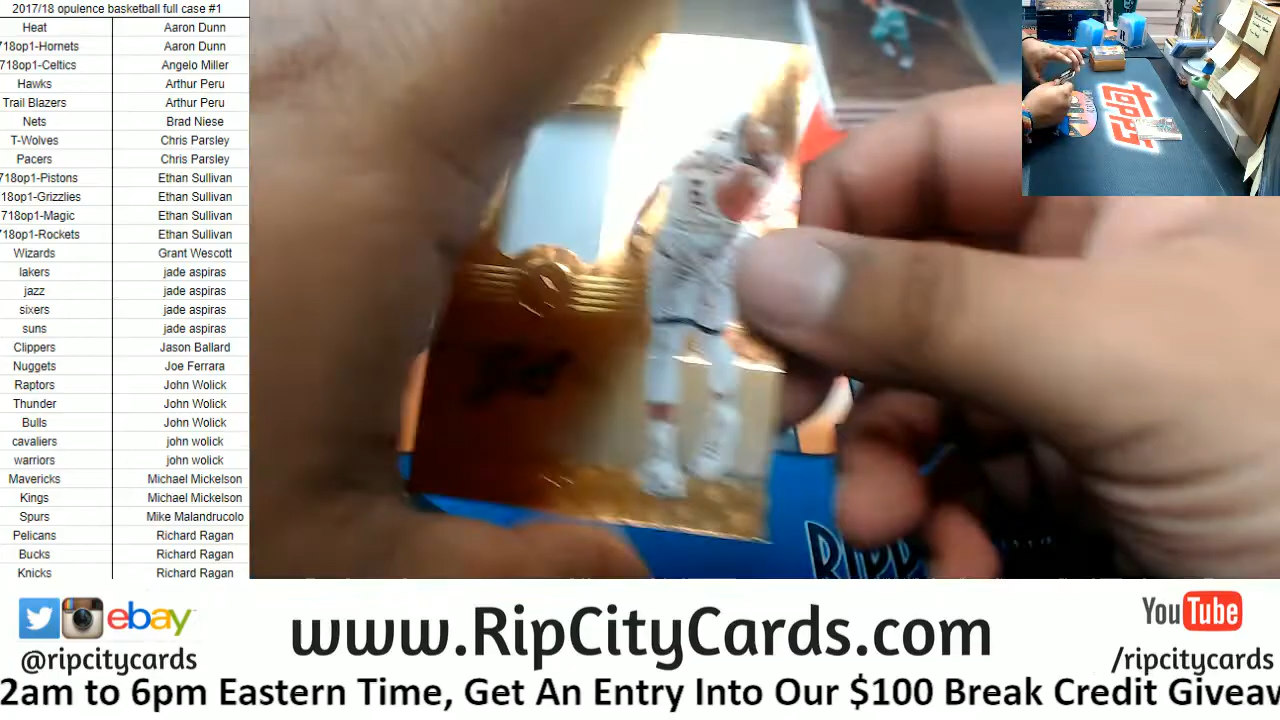 2017/18 opulence basketball full case #1
Heat Aaron Dunn
718op1-Hornets Aaron Dunn
718op1-Celtics Angelo Miller
Hawks Arthur Peru
Trail Blazers Arthur Peru
Nets Brad Niese
T-Wolves Chris Parsley
Pacers Chris Parsley
718op1-Pistons Ethan Sullivan
18op1-Grizzlies Ethan Sullivan
718op1-Magic Ethan Sullivan
718op1-Rockets Ethan Sullivan
Wizards Grant Wescott
lakers jade aspiras
jazz jade aspiras
sixers jade aspiras
suns jade aspiras
Clippers Jason Ballard
Nuggets Joe Ferrara
Raptors John Wolick
Thunder John Wolick
Bulls John Wolick
cavaliers john wolick
warriors john wolick
Mavericks Michael Mickelson
Kings Michael Mickelson
Spurs Mike Malandrucolo
Pelicans Richard Ragan
Bucks Richard Ragan
Knicks Richard Ragan
TOPPS
RIPP
ebay
@ripcitycards
www.RipCityCards.com
YouTube
/ripcitycards
2am to 6pm Eastern Time, Get An Entry Into Our $100 Break Credit Giveav